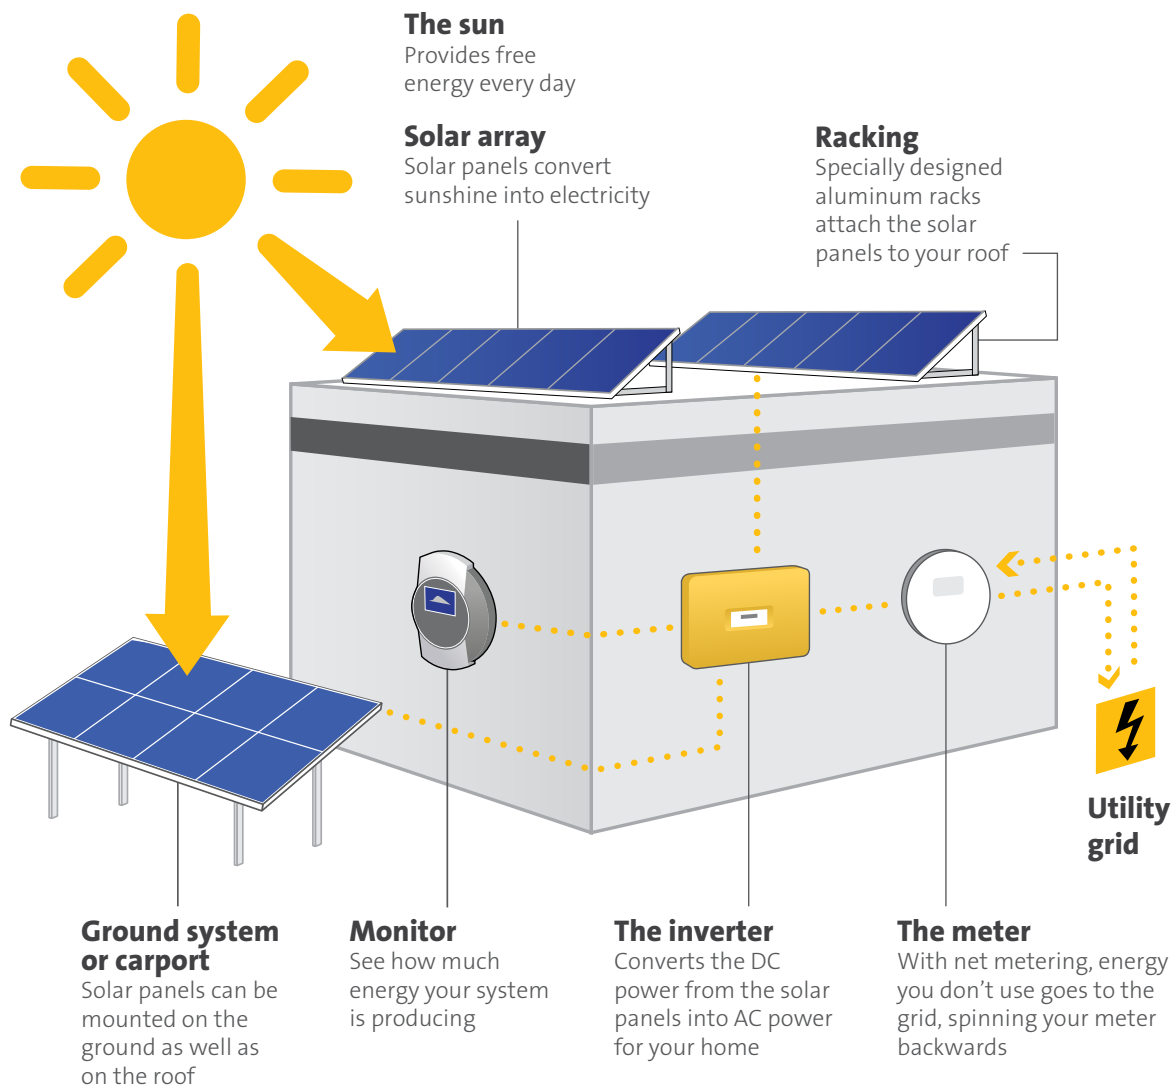 The sun
Provides free
energy every day
Solar array
Solar panels convert
sunshine into electricity
Racking
Specially designed
aluminum racks
attach the solar
panels to your roof
Utility
grid
Ground system
or carport
Solar panels can be
mounted on the
ground as well as
on the roof
Monitor
See how much
energy your system
is producing
The inverter
Converts the DC
power from the solar
panels into AC power
for your home
The meter
With net metering, energy
you don’t use goes to the
grid, spinning your meter
backwards